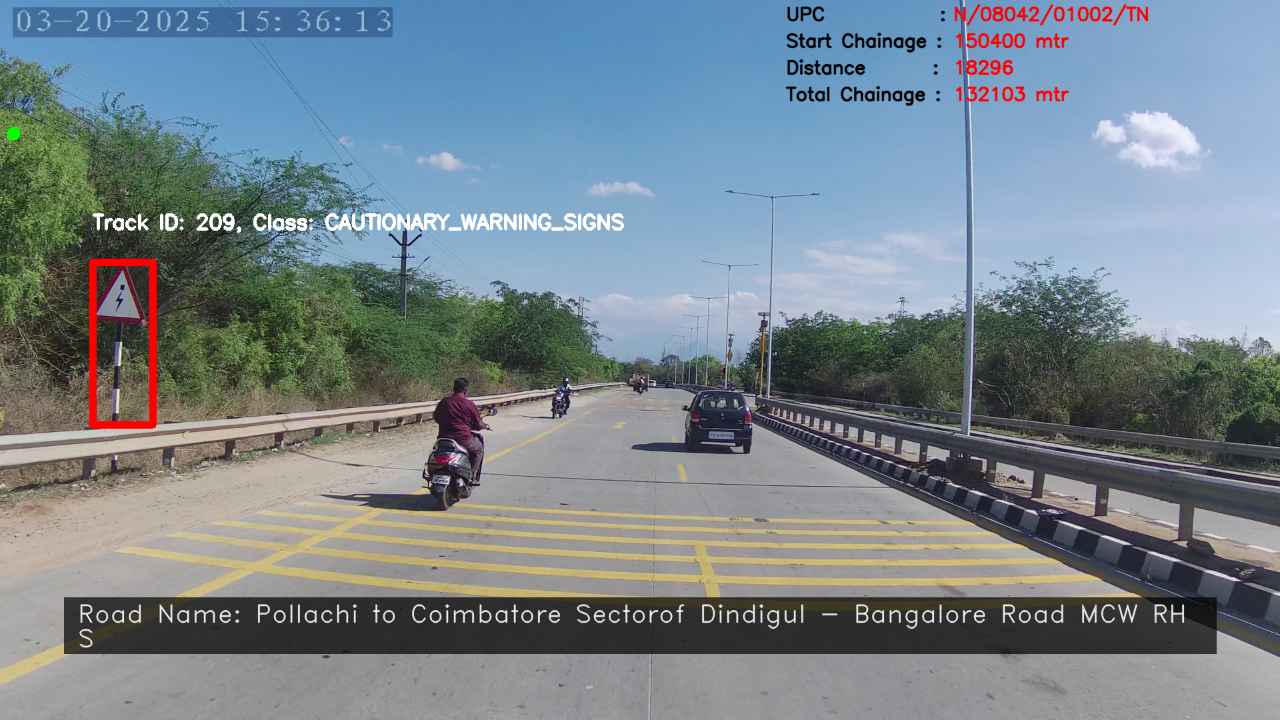 03-20-2025 15:36:13
UPC : N/08042/01002/TN
Start Chainage : 150400 mtr
Distance : 18296
Total Chainage : 132103 mtr
Track ID: 209, Class: CAUTIONARY_WARNING_SIGNS
Road Name: Pollachi to Coimbatore Sectorof Dindigul - Bangalore Road MCW RH
S